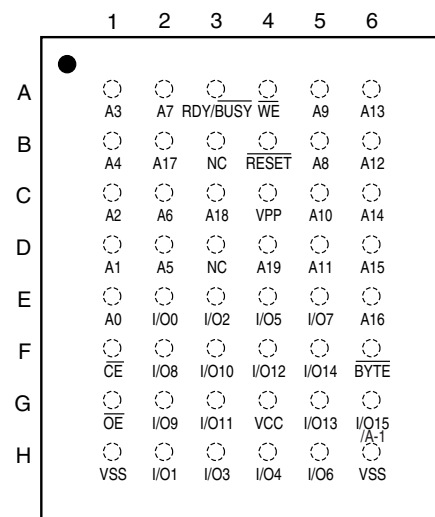 1 2 3 4 5 6
A
A3 A7 RDY/BUSY WE A9 A13
B
A4 A17 NC RESET A8 A12
C
A2 A6 A18 VPP A10 A14
D
A1 A5 NC A19 A11 A15
E
A0 I/O0 I/O2 I/O5 I/O7 A16
F
CE I/O8 I/O10 I/O12 I/O14 BYTE
G
OE I/O9 I/O11 VCC I/O13 I/O15
/A-1
H
VSS I/O1 I/O3 I/O4 I/O6 VSS